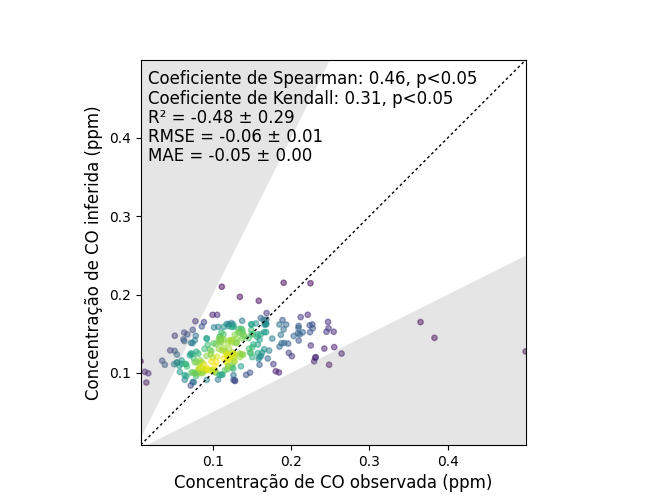 Coeficiente de Spearman: 0.46, p<0.05
Coeficiente de Kendall: 0.31, p<0.05
R² = -0.48 ± 0.29
RMSE = -0.06 ± 0.01
MAE = -0.05 ± 0.00
Concentração de CO inferida (ppm)
0.4
0.3
0.2
0.1
0.1 0.2 0.3 0.4
Concentração de CO observada (ppm)